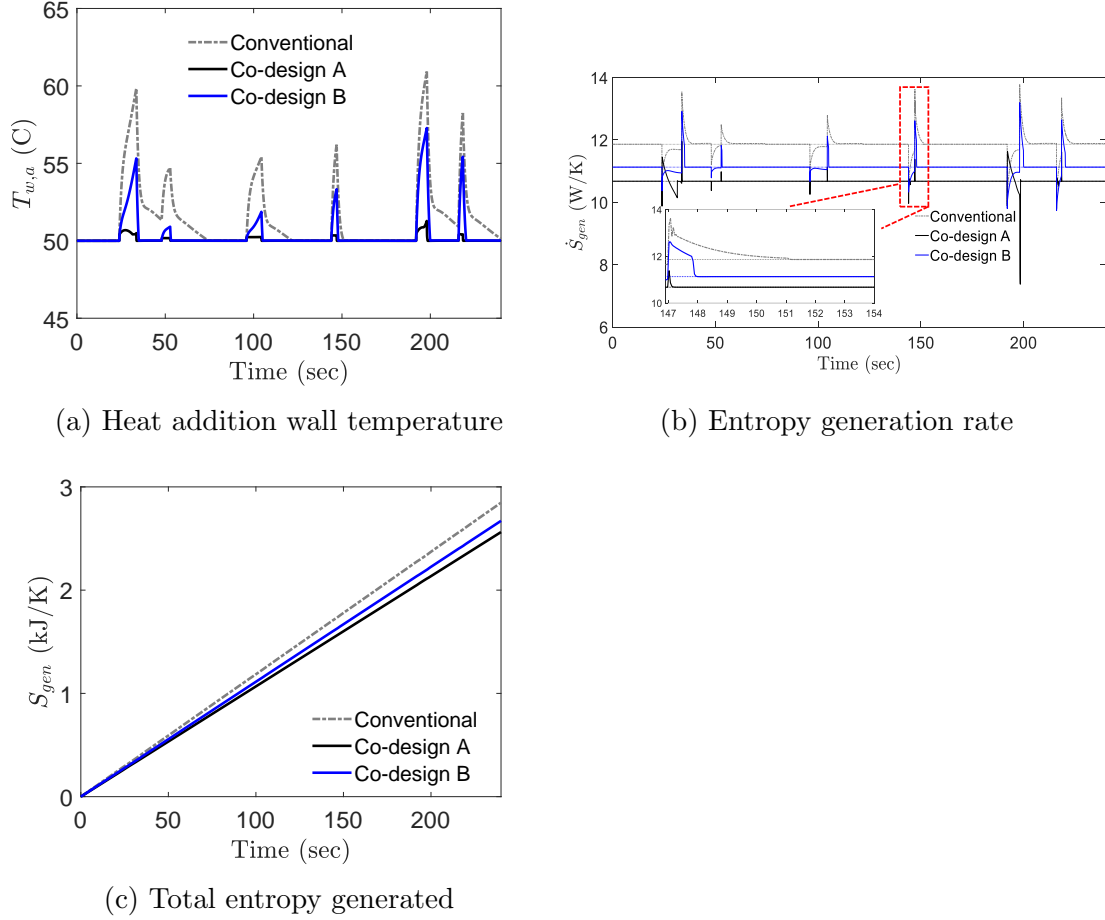 65
60
55
50
45
T_{w,a} (C)
Conventional
Co-design A
Co-design B
0 50 100 150 200
Time (sec)
(a) Heat addition wall temperature
14
12
10
8
6
Ṡ_{gen} (W/K)
14
12
10
147 148 149 150 151 152 153 154
Conventional
Co-design A
Co-design B
0 50 100 150 200
Time (sec)
(b) Entropy generation rate
3
2
1
0
S_{gen} (kJ/K)
Conventional
Co-design A
Co-design B
0 50 100 150 200
Time (sec)
(c) Total entropy generated